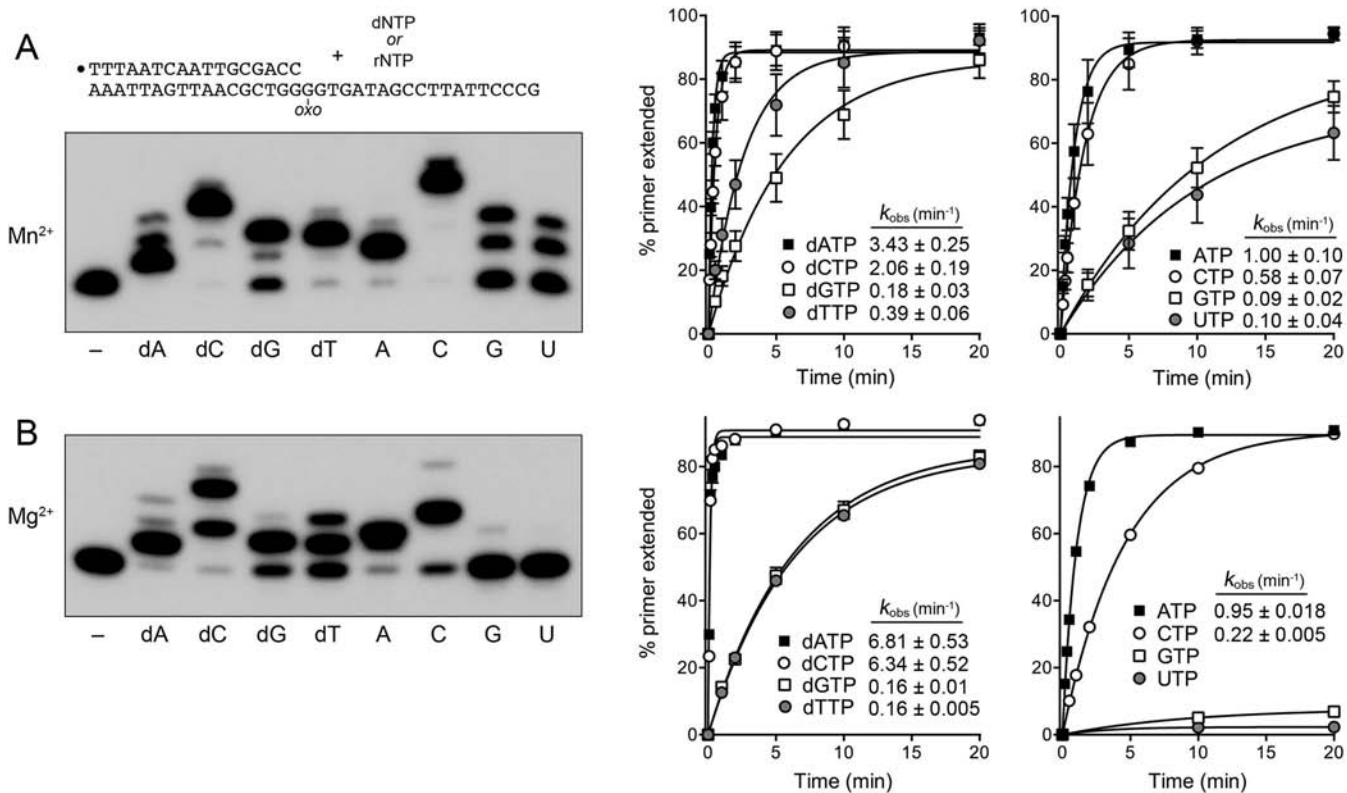 A
dNTP
or
rNTP
+
•TTTAATCAATTGCGACC
AAATTAGTTAACGCTGGGGTGATAGCCTTATTCCCG
oxo
Mn2+
– dA dC dG dT A C G U
% primer extended
100
80
60
40
20
0
kobs (min-1)
dATP 3.43 ± 0.25
dCTP 2.06 ± 0.19
dGTP 0.18 ± 0.03
dTTP 0.39 ± 0.06
0 5 10 15 20
Time (min)
100
80
60
40
20
0
kobs (min-1)
ATP 1.00 ± 0.10
CTP 0.58 ± 0.07
GTP 0.09 ± 0.02
UTP 0.10 ± 0.04
0 5 10 15 20
Time (min)
B
Mg2+
– dA dC dG dT A C G U
% primer extended
80
60
40
20
0
kobs (min-1)
dATP 6.81 ± 0.53
dCTP 6.34 ± 0.52
dGTP 0.16 ± 0.01
dTTP 0.16 ± 0.005
0 5 10 15 20
Time (min)
80
60
40
20
0
kobs (min-1)
ATP 0.95 ± 0.018
CTP 0.22 ± 0.005
GTP
UTP
0 5 10 15 20
Time (min)